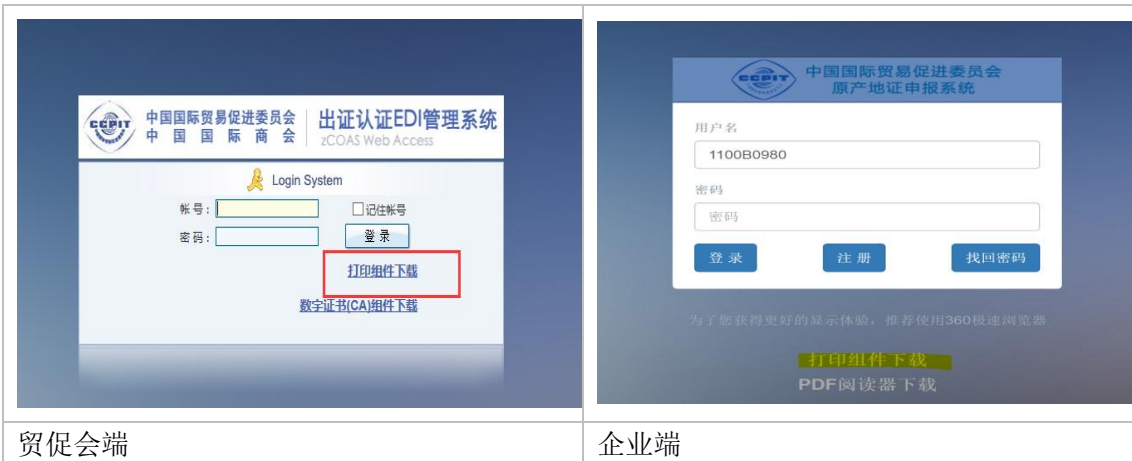 CCPIT
中国国际贸易促进委员会
中国国际商会
出证认证EDI管理系统
zCOAS Web Access
Login System
帐号:
记住帐号
密码:
登录
打印组件下载
数字证书(CA)组件下载
CCPIT
中国国际贸易促进委员会
原产地证申报系统
用户名
1100B0980
密码
密码
登录 注册 找回密码
为了您获得更好的显示体验，推荐使用360极速浏览器
打印组件下载
PDF阅读器下载
贸促会端
企业端